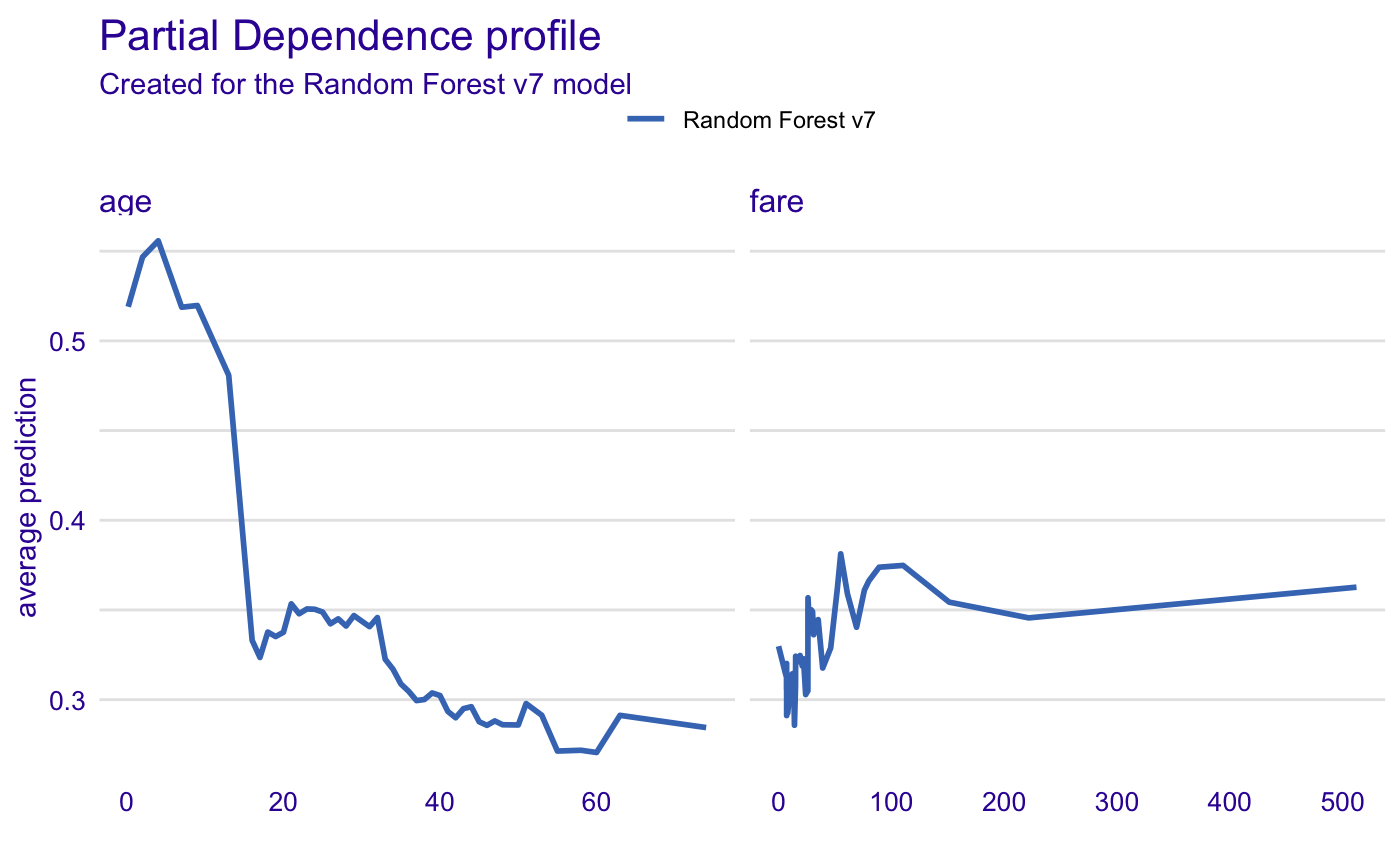 Partial Dependence profile
Created for the Random Forest v7 model
Random Forest v7
age
fare
average prediction
0.5
0.4
0.3
0 20 40 60
0 100 200 300 400 500